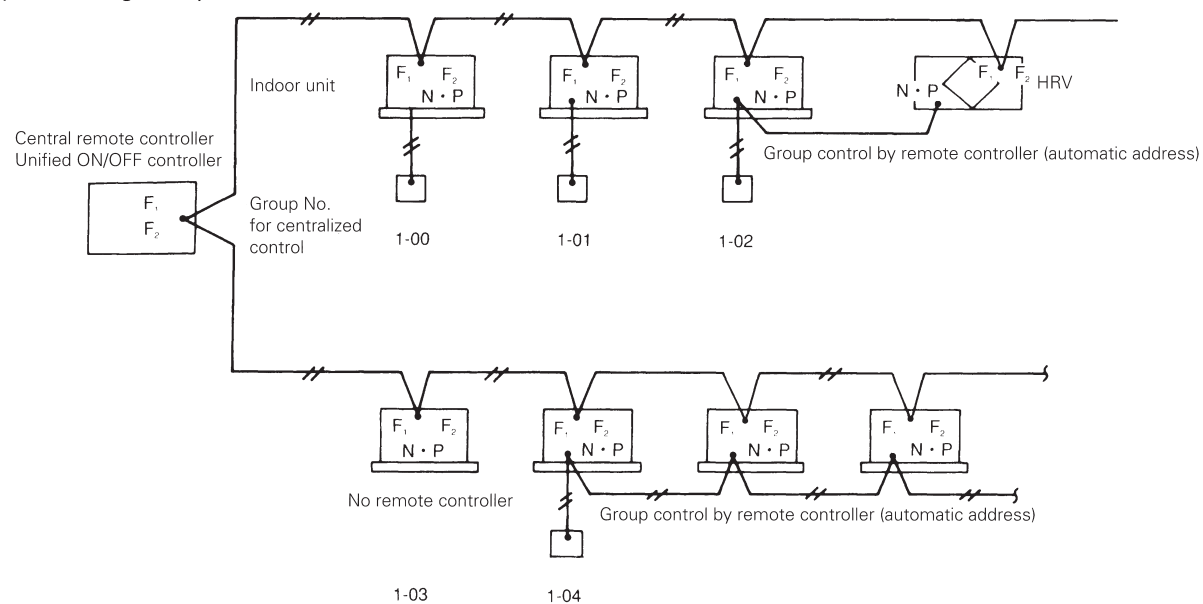 Indoor unit
Central remote controller
Unified ON/OFF controller
F₁
F₂
Group No.
for centralized
control
F₁ F₂
N・P
F₁ F₂
N・P
F₁ F₂
N・P
F₁ F₂
N・P
HRV
Group control by remote controller (automatic address)
1-00
1-01
1-02
F₁ F₂
N・P
F₁ F₂
N・P
F₁ F₂
N・P
F₁ F₂
N・P
No remote controller
Group control by remote controller (automatic address)
1-03
1-04